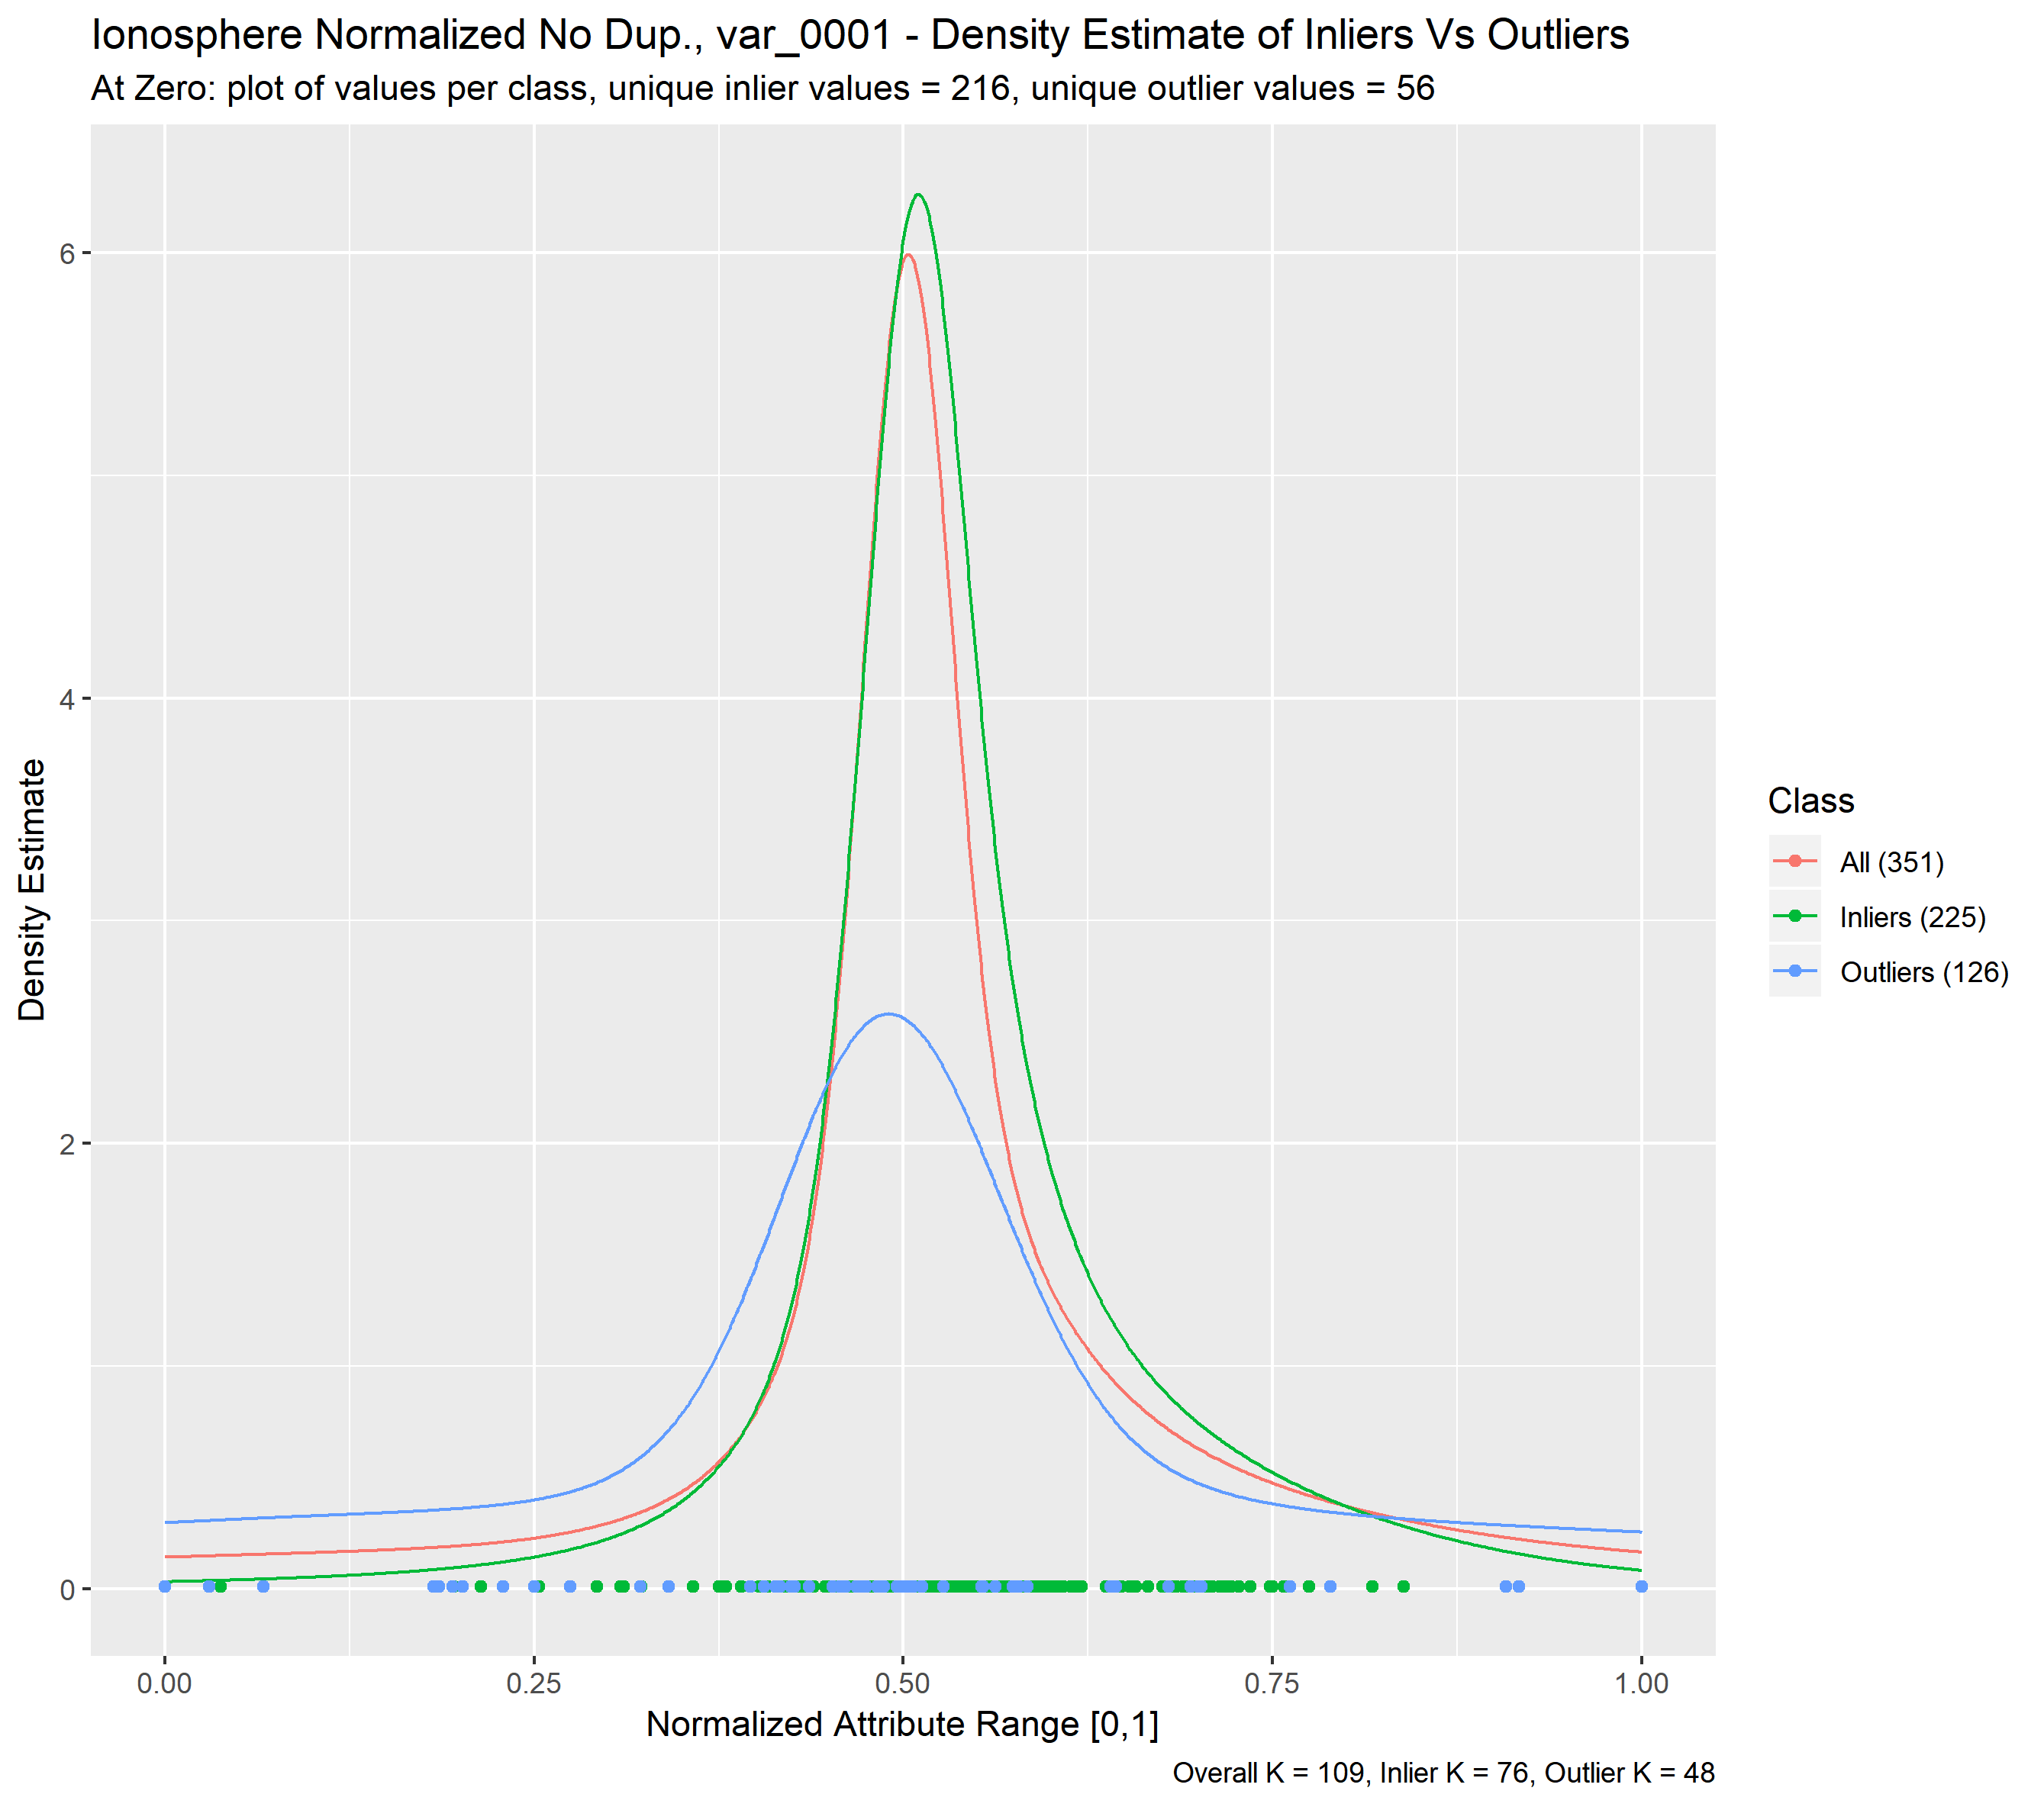 Ionosphere Normalized No Dup., var_0001 - Density Estimate of Inliers Vs Outliers
At Zero: plot of values per class, unique inlier values = 216, unique outlier values = 56
6
4
2
0
Density Estimate
0.00
0.25
0.50
0.75
1.00
Normalized Attribute Range [0,1]
Overall K = 109, Inlier K = 76, Outlier K = 48
Class
All (351)
Inliers (225)
Outliers (126)